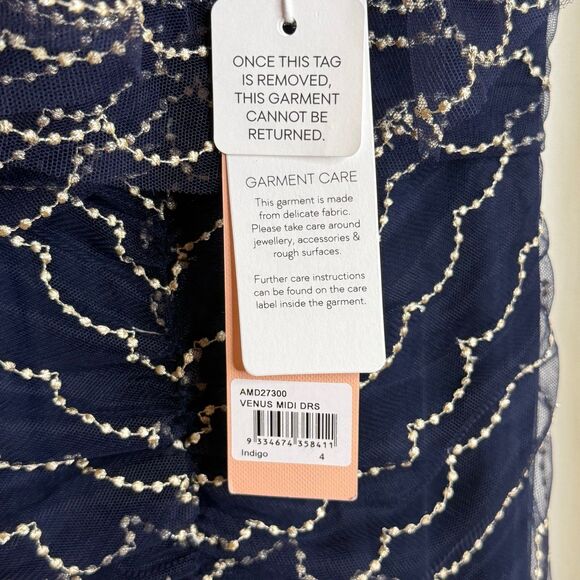 ONCE THIS TAG
IS REMOVED,
THIS GARMENT
CANNOT BE
RETURNED.
GARMENT CARE
This garment is made
from delicate fabric.
Please take care around
jewellery, accessories &
rough surfaces.
Further care instructions
can be found on the care
label inside the garment.
AMD27300
VENUS MIDI DRS
9 334674 358411
Indigo 4